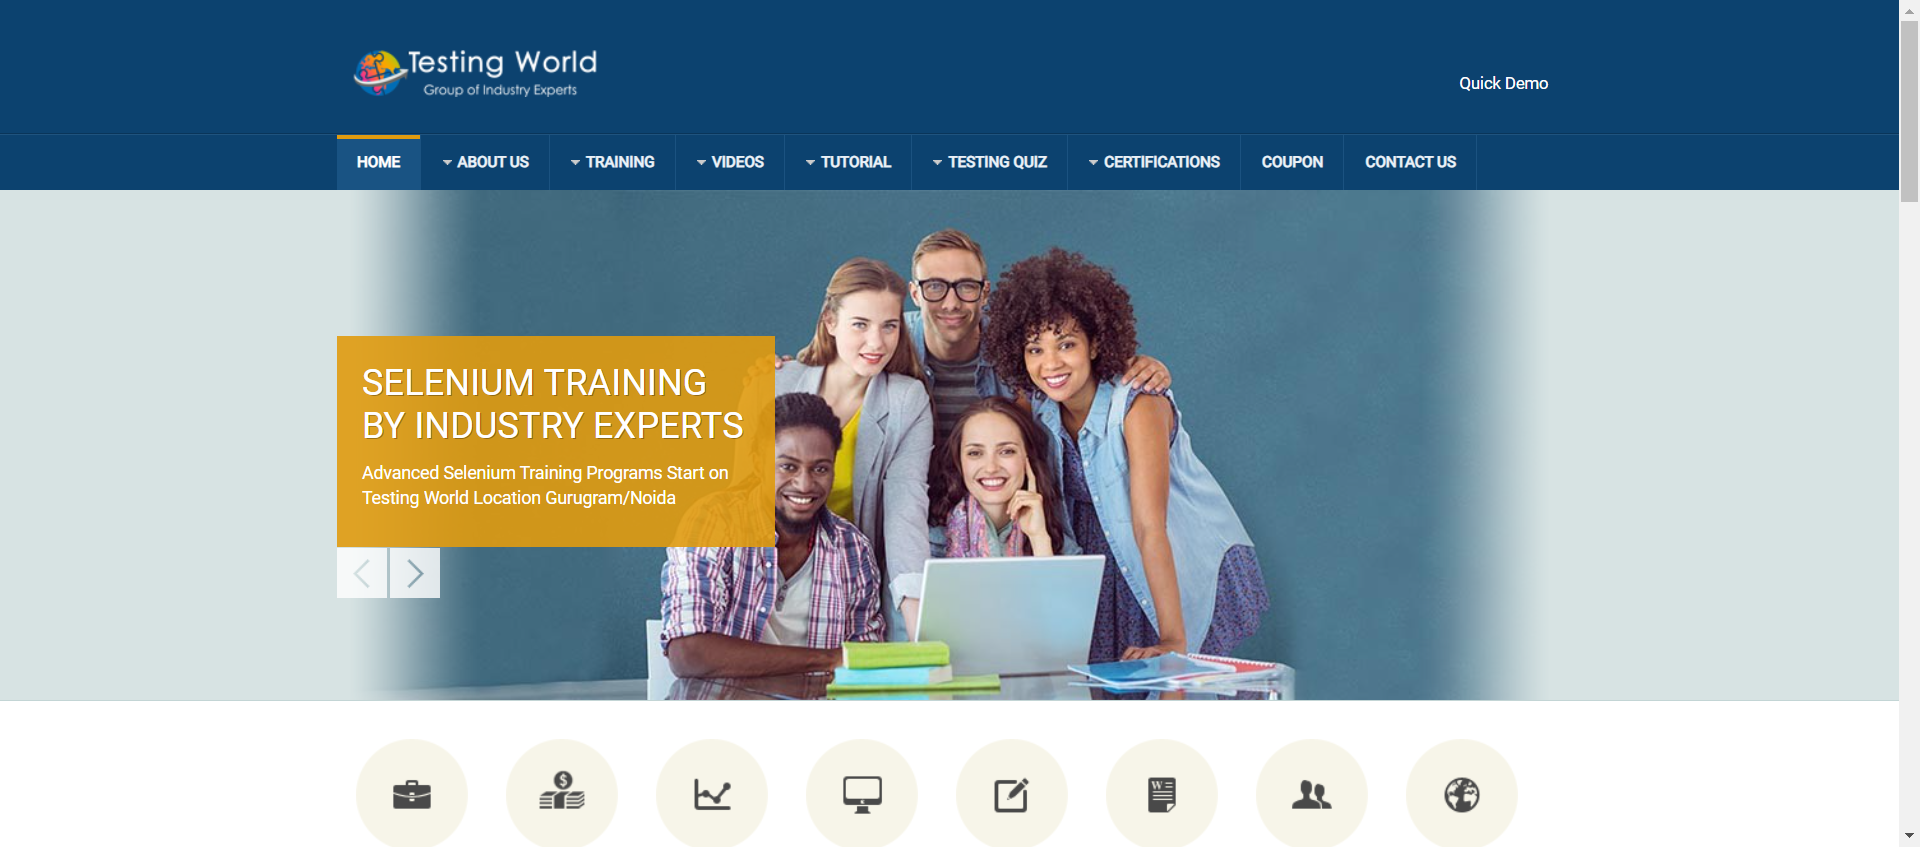 Testing World
Group of Industry Experts
Quick Demo
HOME
ABOUT US
TRAINING
VIDEOS
TUTORIAL
TESTING QUIZ
CERTIFICATIONS
COUPON
CONTACT US
SELENIUM TRAINING
BY INDUSTRY EXPERTS
Advanced Selenium Training Programs Start on
Testing World Location Gurugram/Noida
$
W